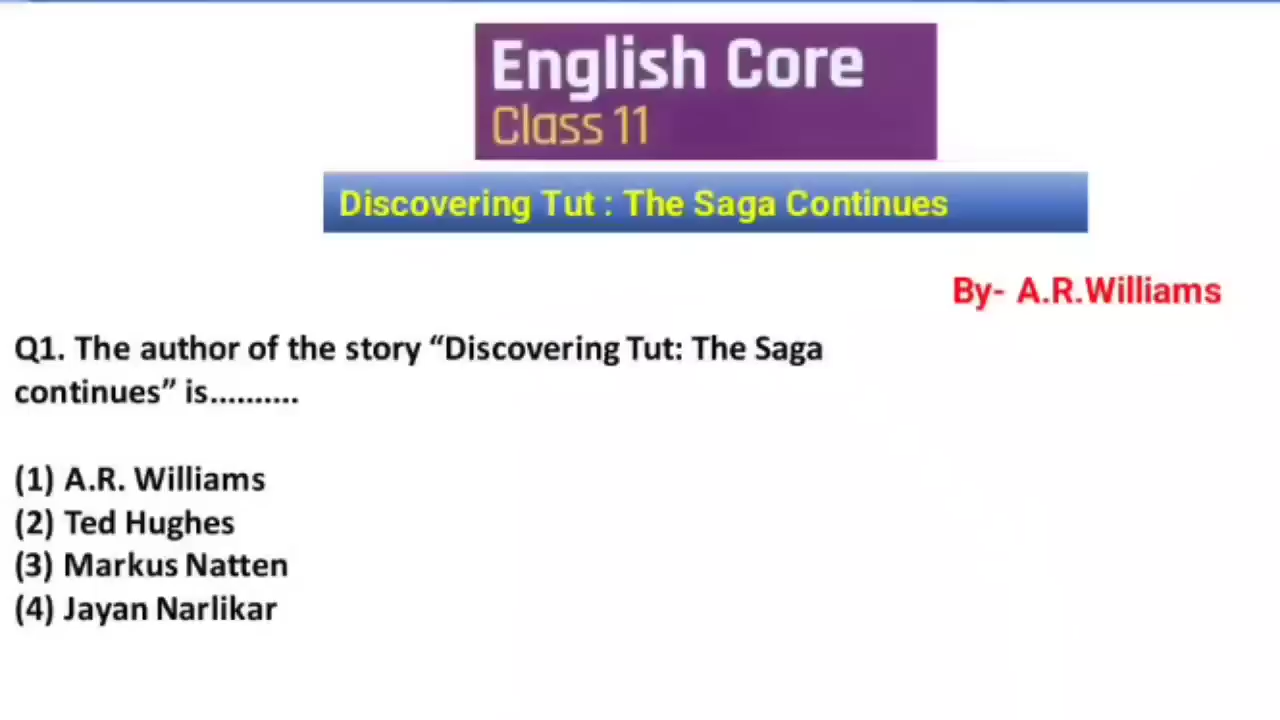 English Core
Class 11
Discovering Tut : The Saga Continues
By- A.R.Williams
Q1. The author of the story “Discovering Tut: The Saga
continues” is..........
(1) A.R. Williams
(2) Ted Hughes
(3) Markus Natten
(4) Jayan Narlikar